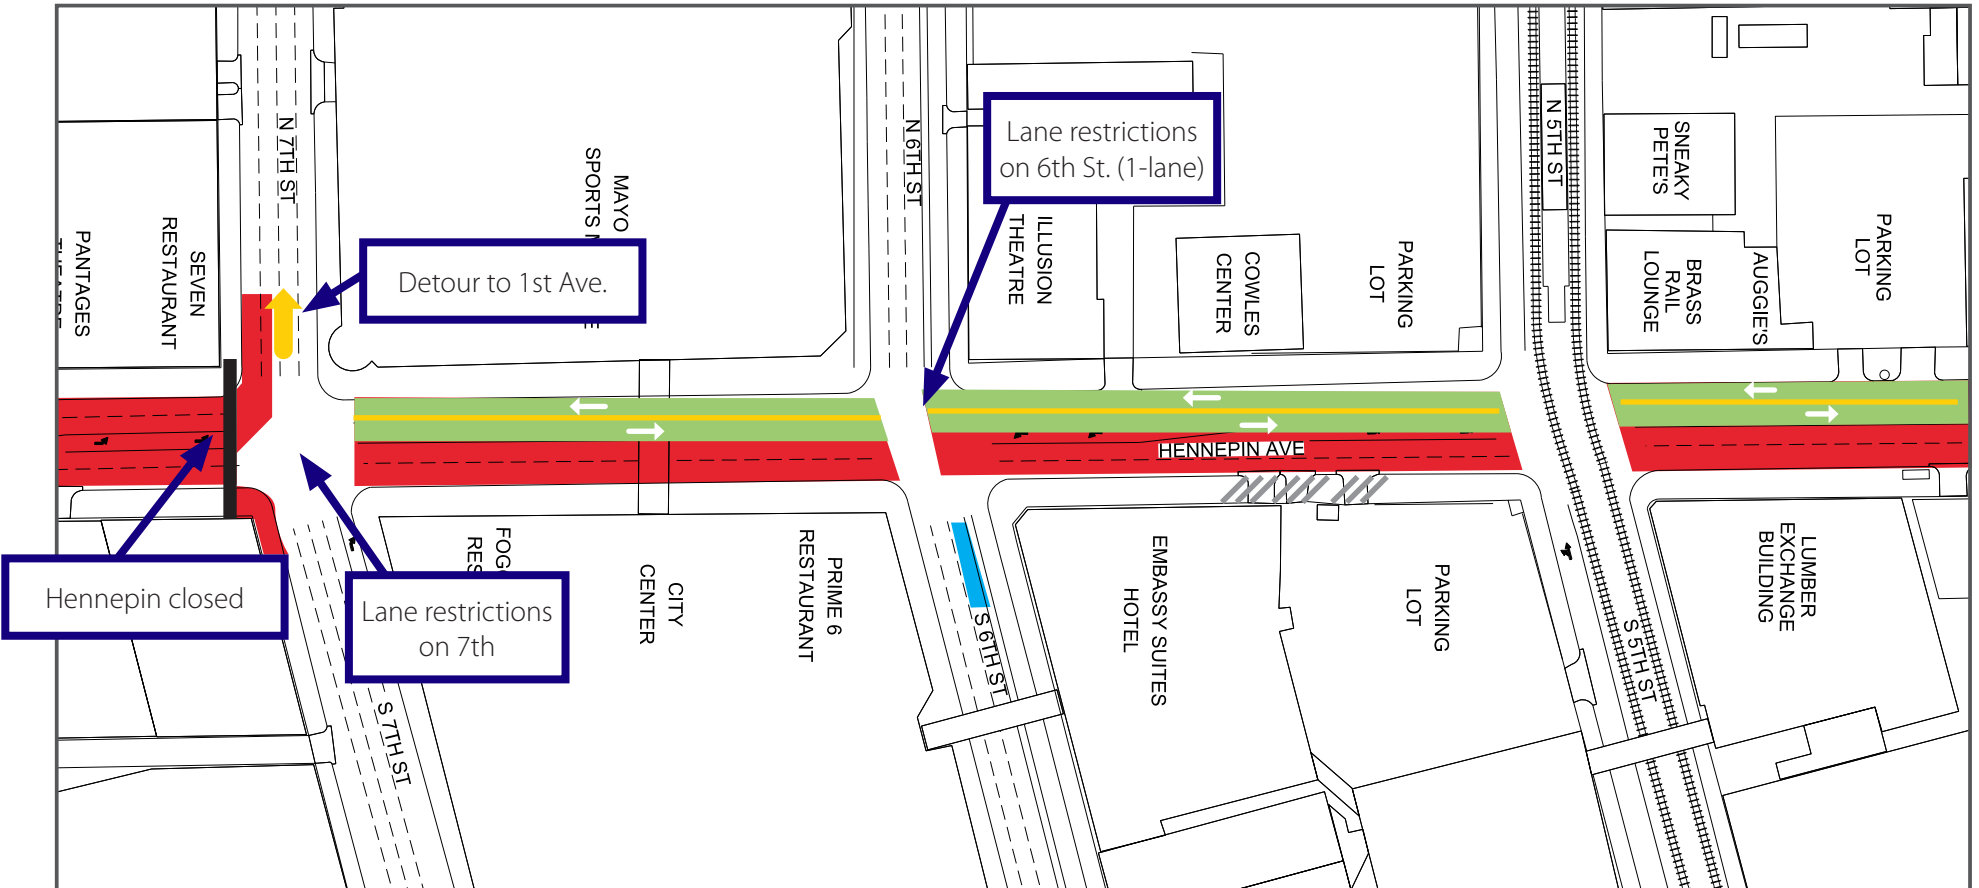 N 7TH ST
N 6TH ST
N 5TH ST
Lane restrictions
on 6th St. (1-lane)
SNEAKY
PETE'S
MAYO
SPORTS
SEVEN
RESTAURANT
PANTAGES
ILLUSION
THEATRE
COWLES
CENTER
PARKING
LOT
BRASS
RAIL
LOUNGE
AUGGIE'S
PARKING
LOT
Detour to 1st Ave.
HENNEPIN AVE
Hennepin closed
Lane restrictions
on 7th
CITY
CENTER
PRIME 6
RESTAURANT
S 6TH ST
EMBASSY SUITES
HOTEL
PARKING
LOT
S 5TH ST
LUMBER
EXCHANGE
BUILDING
S 7TH ST